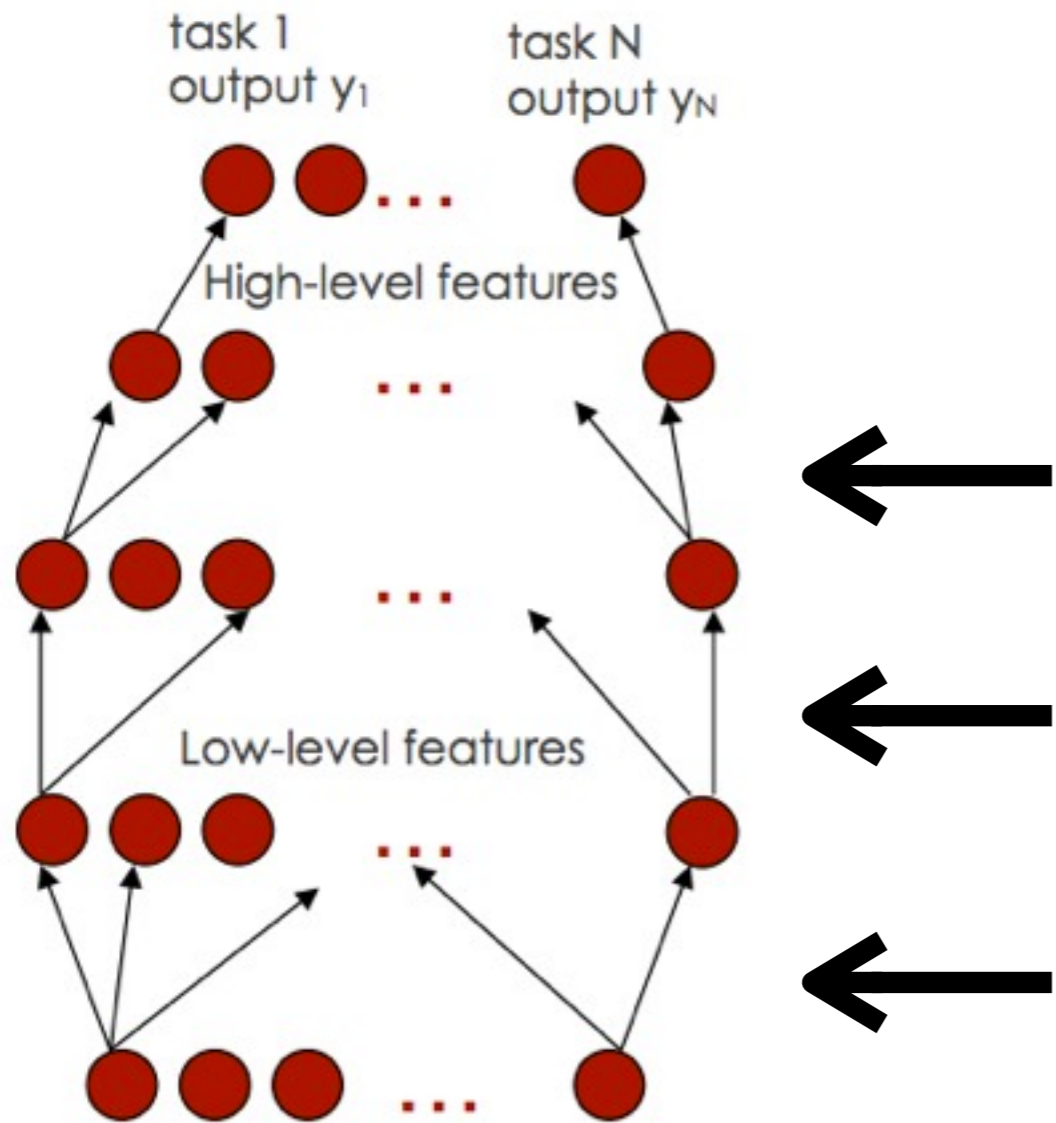 task 1
output y₁
task N
output yN
. . .
High-level features
. . .
. . .
Low-level features
. . .
. . .